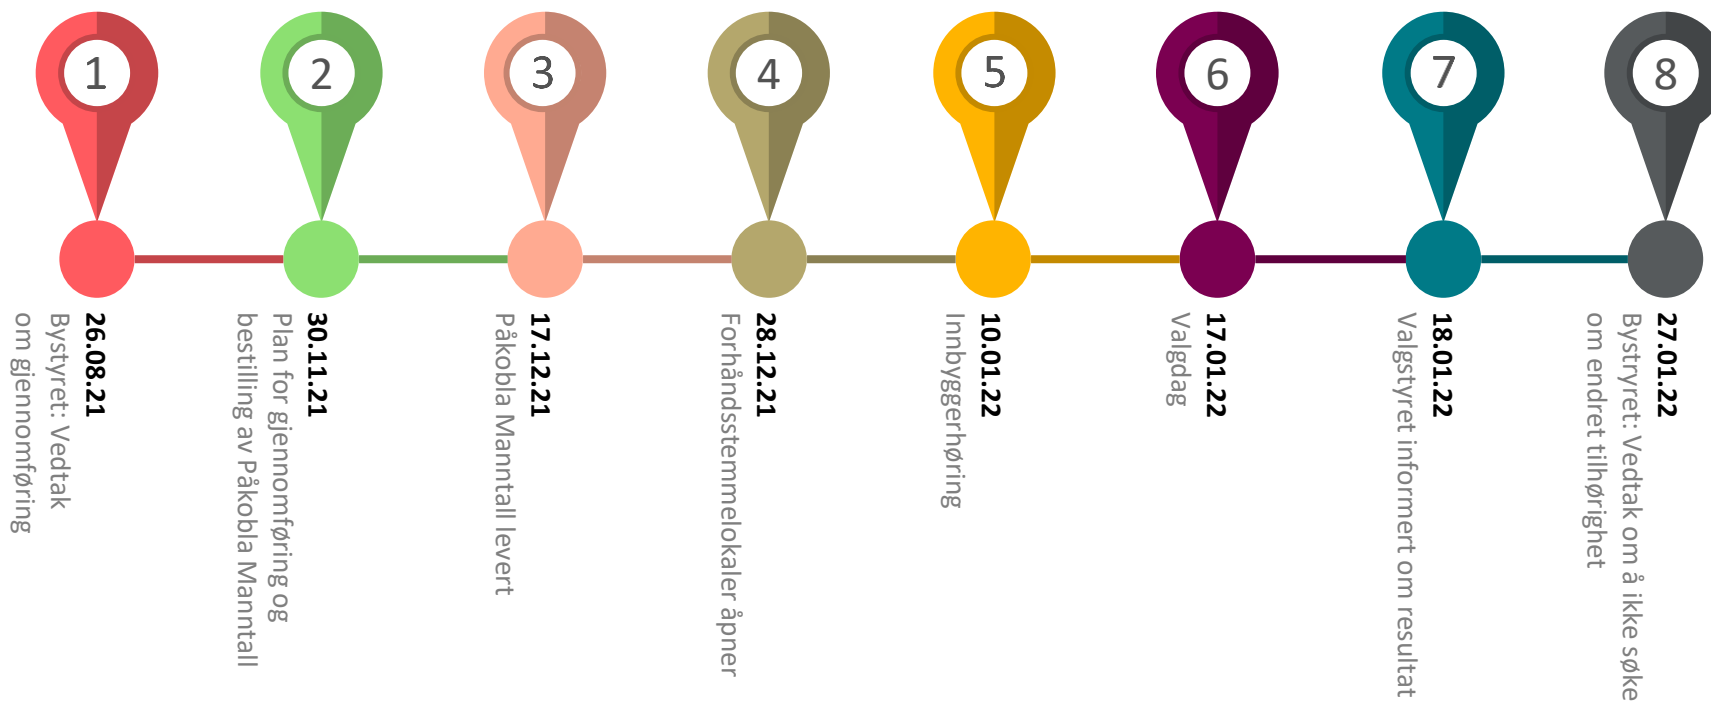 1
26.08.21
Bystyret: Vedtak
om gjennomføring
2
30.11.21
Plan for gjennomføring og
bestilling av Påkobla Manntall
3
17.12.21
Påkobla Manntall levert
4
28.12.21
Forhåndsstemmelokaler åpner
5
10.01.22
Innbyggerhøring
6
17.01.22
Valgdag
7
18.01.22
Valgstyret informert om resultat
8
27.01.22
Bystryret: Vedtak om å ikke søke
om endret tilhørighet